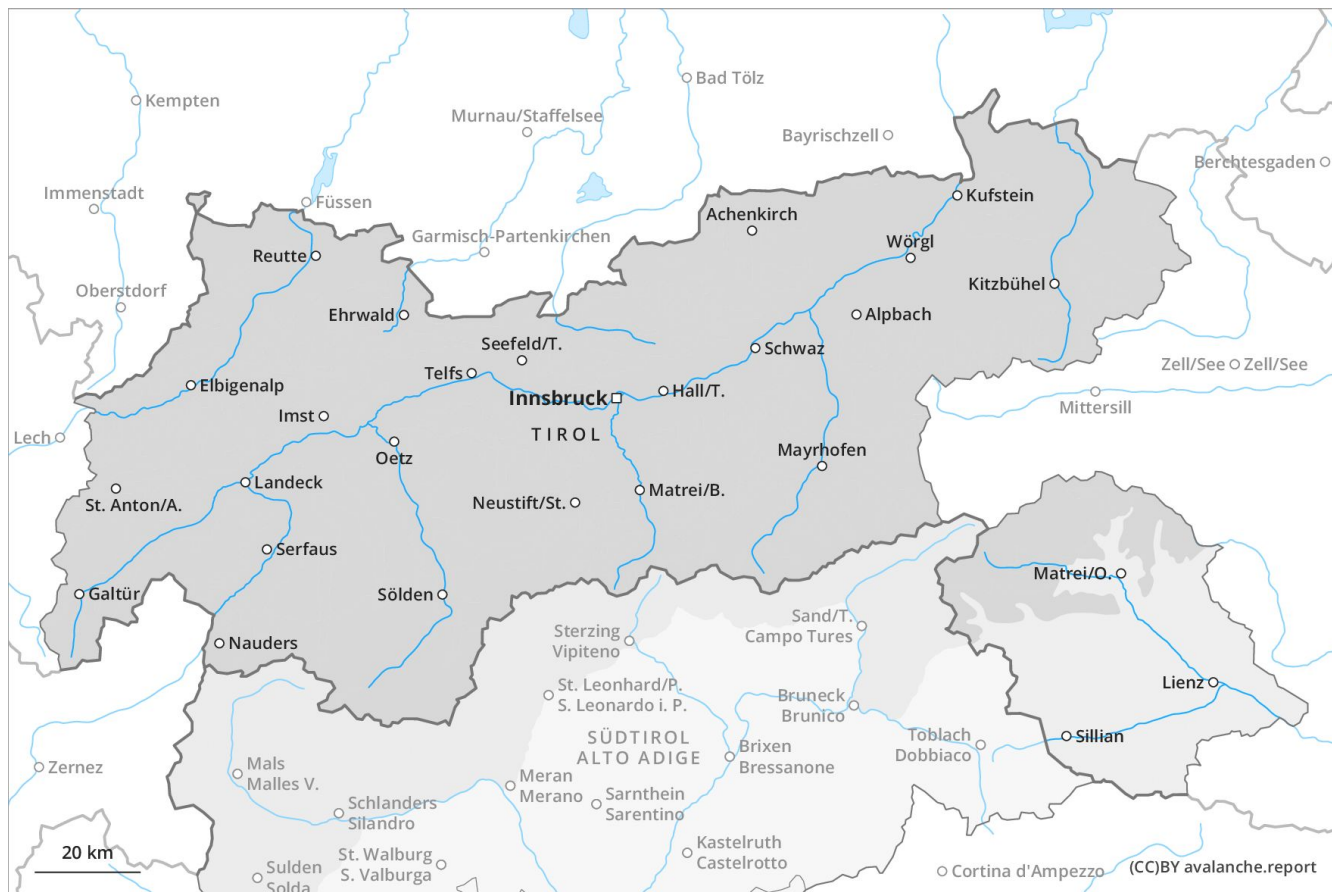 Bad Tölz
Kempten
Murnau/Staffelsee
Bayrischzell
Berchtesgaden
Immenstadt
Füssen
Kufstein
Achenkirch
Garmisch-Partenkirchen
Wörgl
Reutte
Kitzbühel
Oberstdorf
Ehrwald
Alpbach
Seefeld/T.
Schwaz
Telfs
Zell/See
Zell/See
Elbigenalp
Hall/T.
Innsbruck
Mittersill
Imst
TIROL
Lech
Oetz
Mayrhofen
Landeck
Matrei/B.
St. Anton/A.
Neustift/St.
Serfaus
Matrei/O.
Galtür
Sölden
Sand/T.
Campo Tures
Sterzing
Vipiteno
Nauders
St. Leonhard/P.
S. Leonardo i. P.
Lienz
Bruneck
Brunico
SÜDTIROL
ALTO ADIGE
Toblach
Dobbiaco
Sillian
Brixen
Bressanone
Zernez
Mals
Malles V.
Meran
Merano
Sarnthein
Sarentino
Schlanders
Silandro
Kastelruth
Castelrotto
20 km
St. Walburg
S. Valburga
Sulden
Solda
Cortina d'Ampezzo
(CC)BY avalanche.report